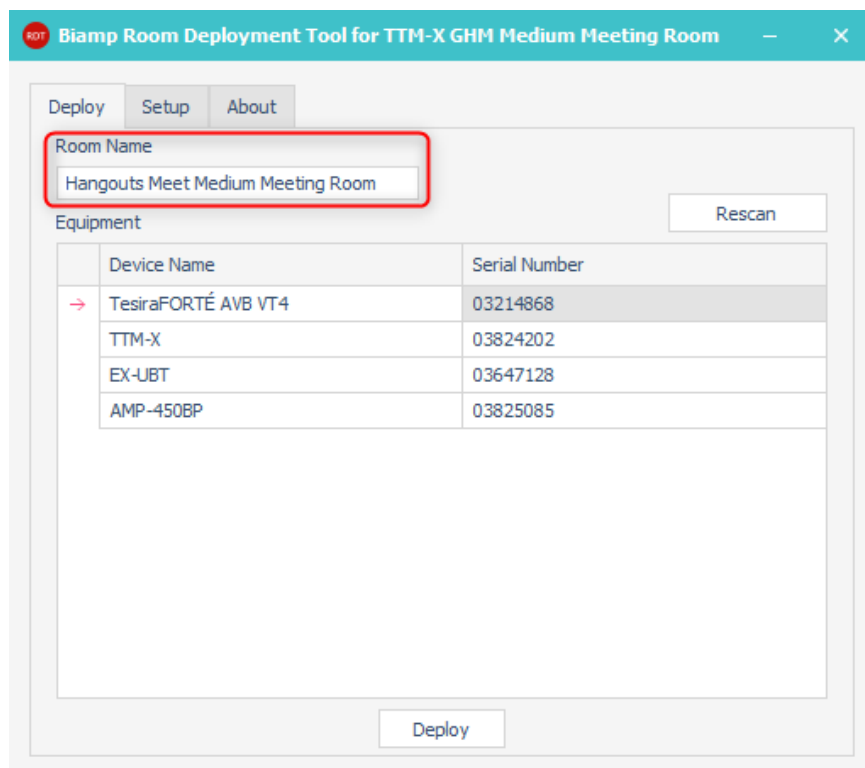 RDT Biamp Room Deployment Tool for TTM-X GHM Medium Meeting Room
Deploy Setup About
Room Name
Hangouts Meet Medium Meeting Room
Rescan
Equipment
Device Name Serial Number
TesiraFORTÉ AVB VT4 03214868
TTM-X 03824202
EX-UBT 03647128
AMP-450BP 03825085
Deploy